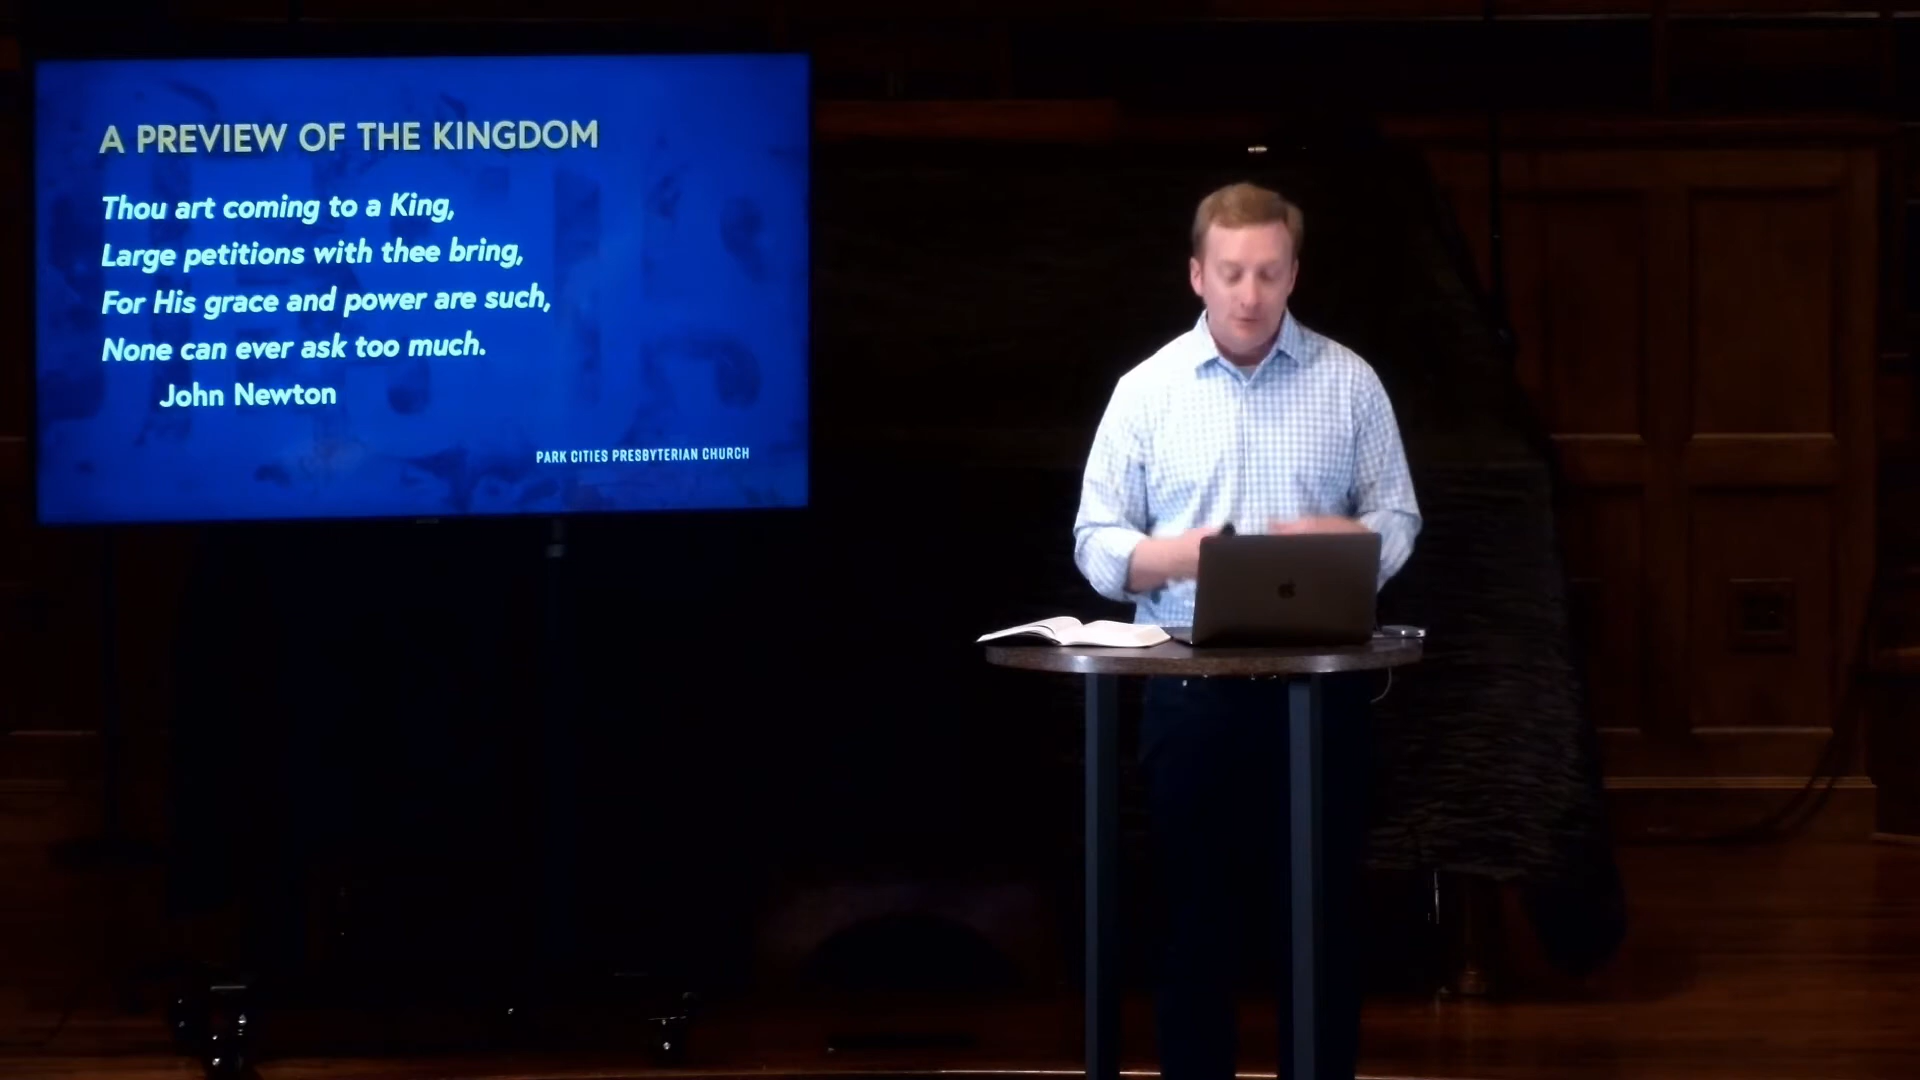 A PREVIEW OF THE KINGDOM
Thou art coming to a King,
Large petitions with thee bring,
For His grace and power are such,
None can ever ask too much.
John Newton
PARK CITIES PRESBYTERIAN CHURCH